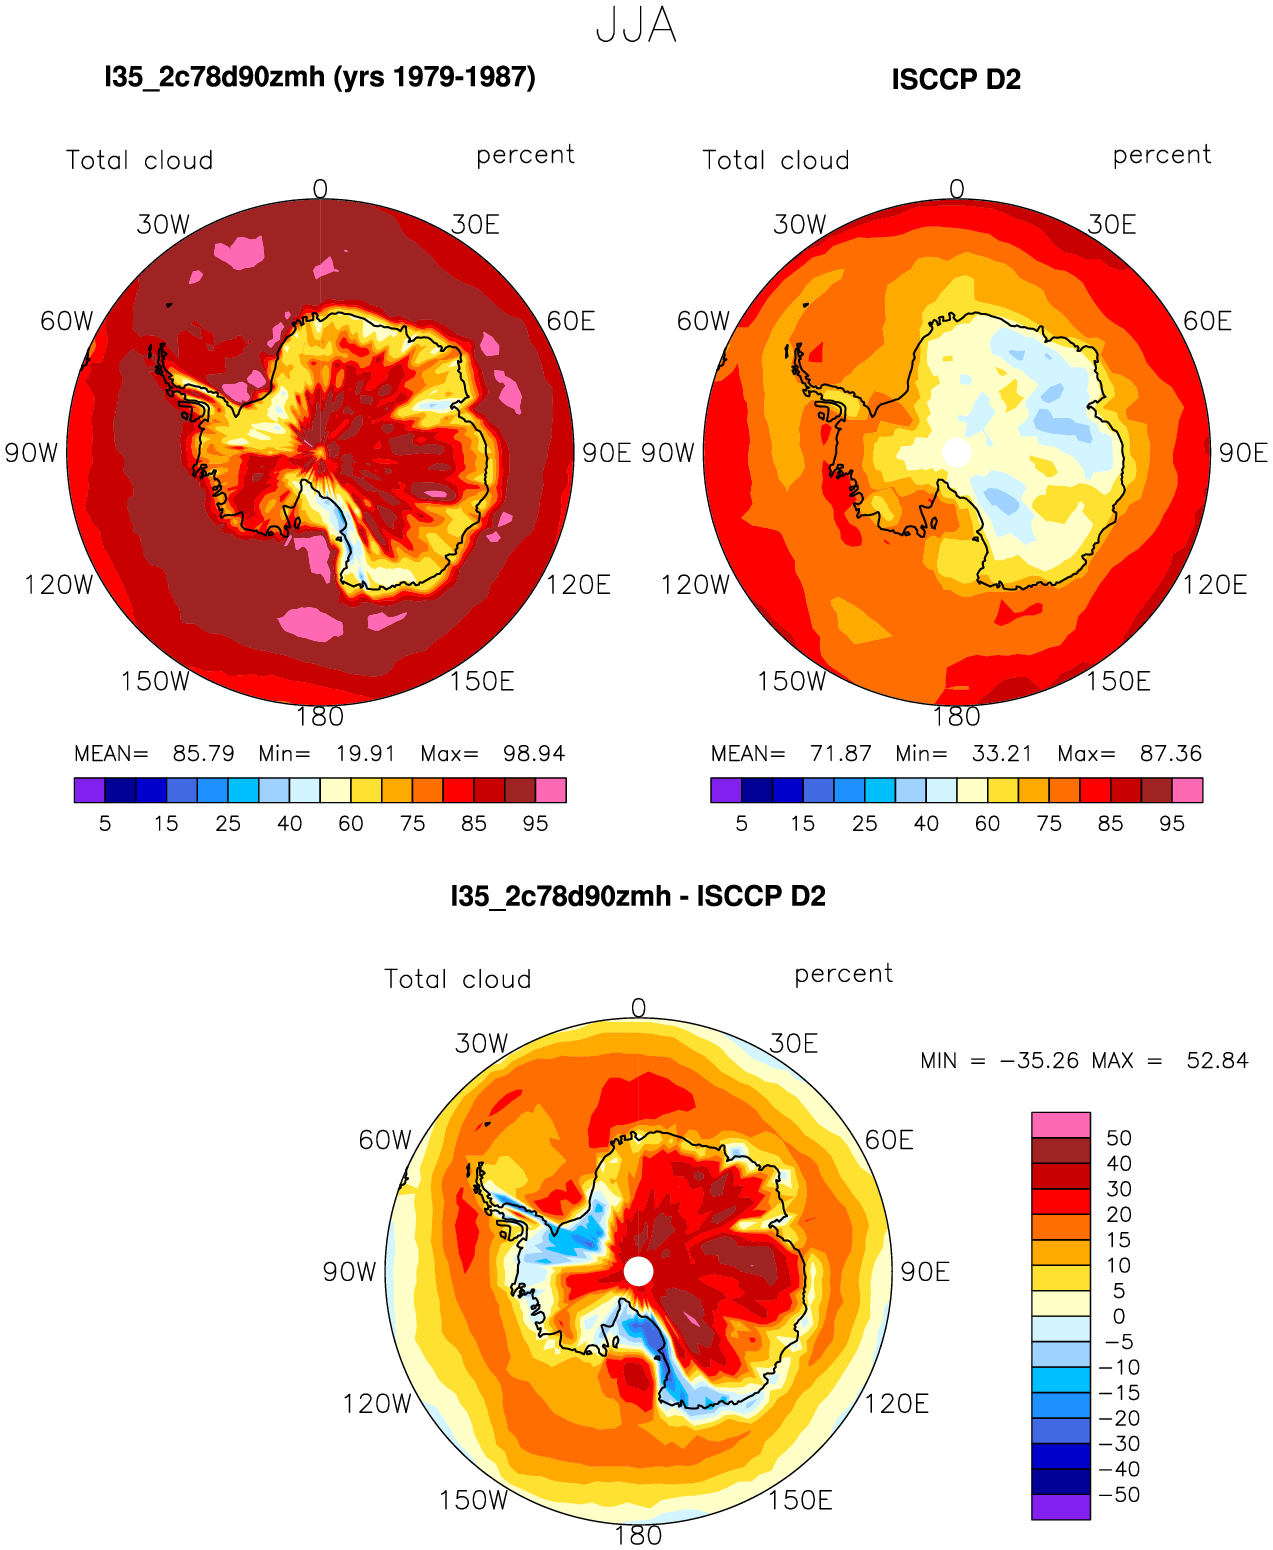 JJA
I35_2c78d90zmh (yrs 1979-1987)
ISCCP D2
Total cloud percent
Total cloud percent
0
30W 30E
60W 60E
90W 90E
120W 120E
150W 150E
180
0
30W 30E
60W 60E
90W 90E
120W 120E
150W 150E
180
MEAN= 85.79 Min= 19.91 Max= 98.94
5 15 25 40 60 75 85 95
MEAN= 71.87 Min= 33.21 Max= 87.36
5 15 25 40 60 75 85 95
I35_2c78d90zmh - ISCCP D2
Total cloud percent
0
30W 30E
60W 60E
90W 90E
120W 120E
150W 150E
180
MIN = -35.26 MAX = 52.84
50
40
30
20
15
10
5
0
-5
-10
-15
-20
-30
-40
-50